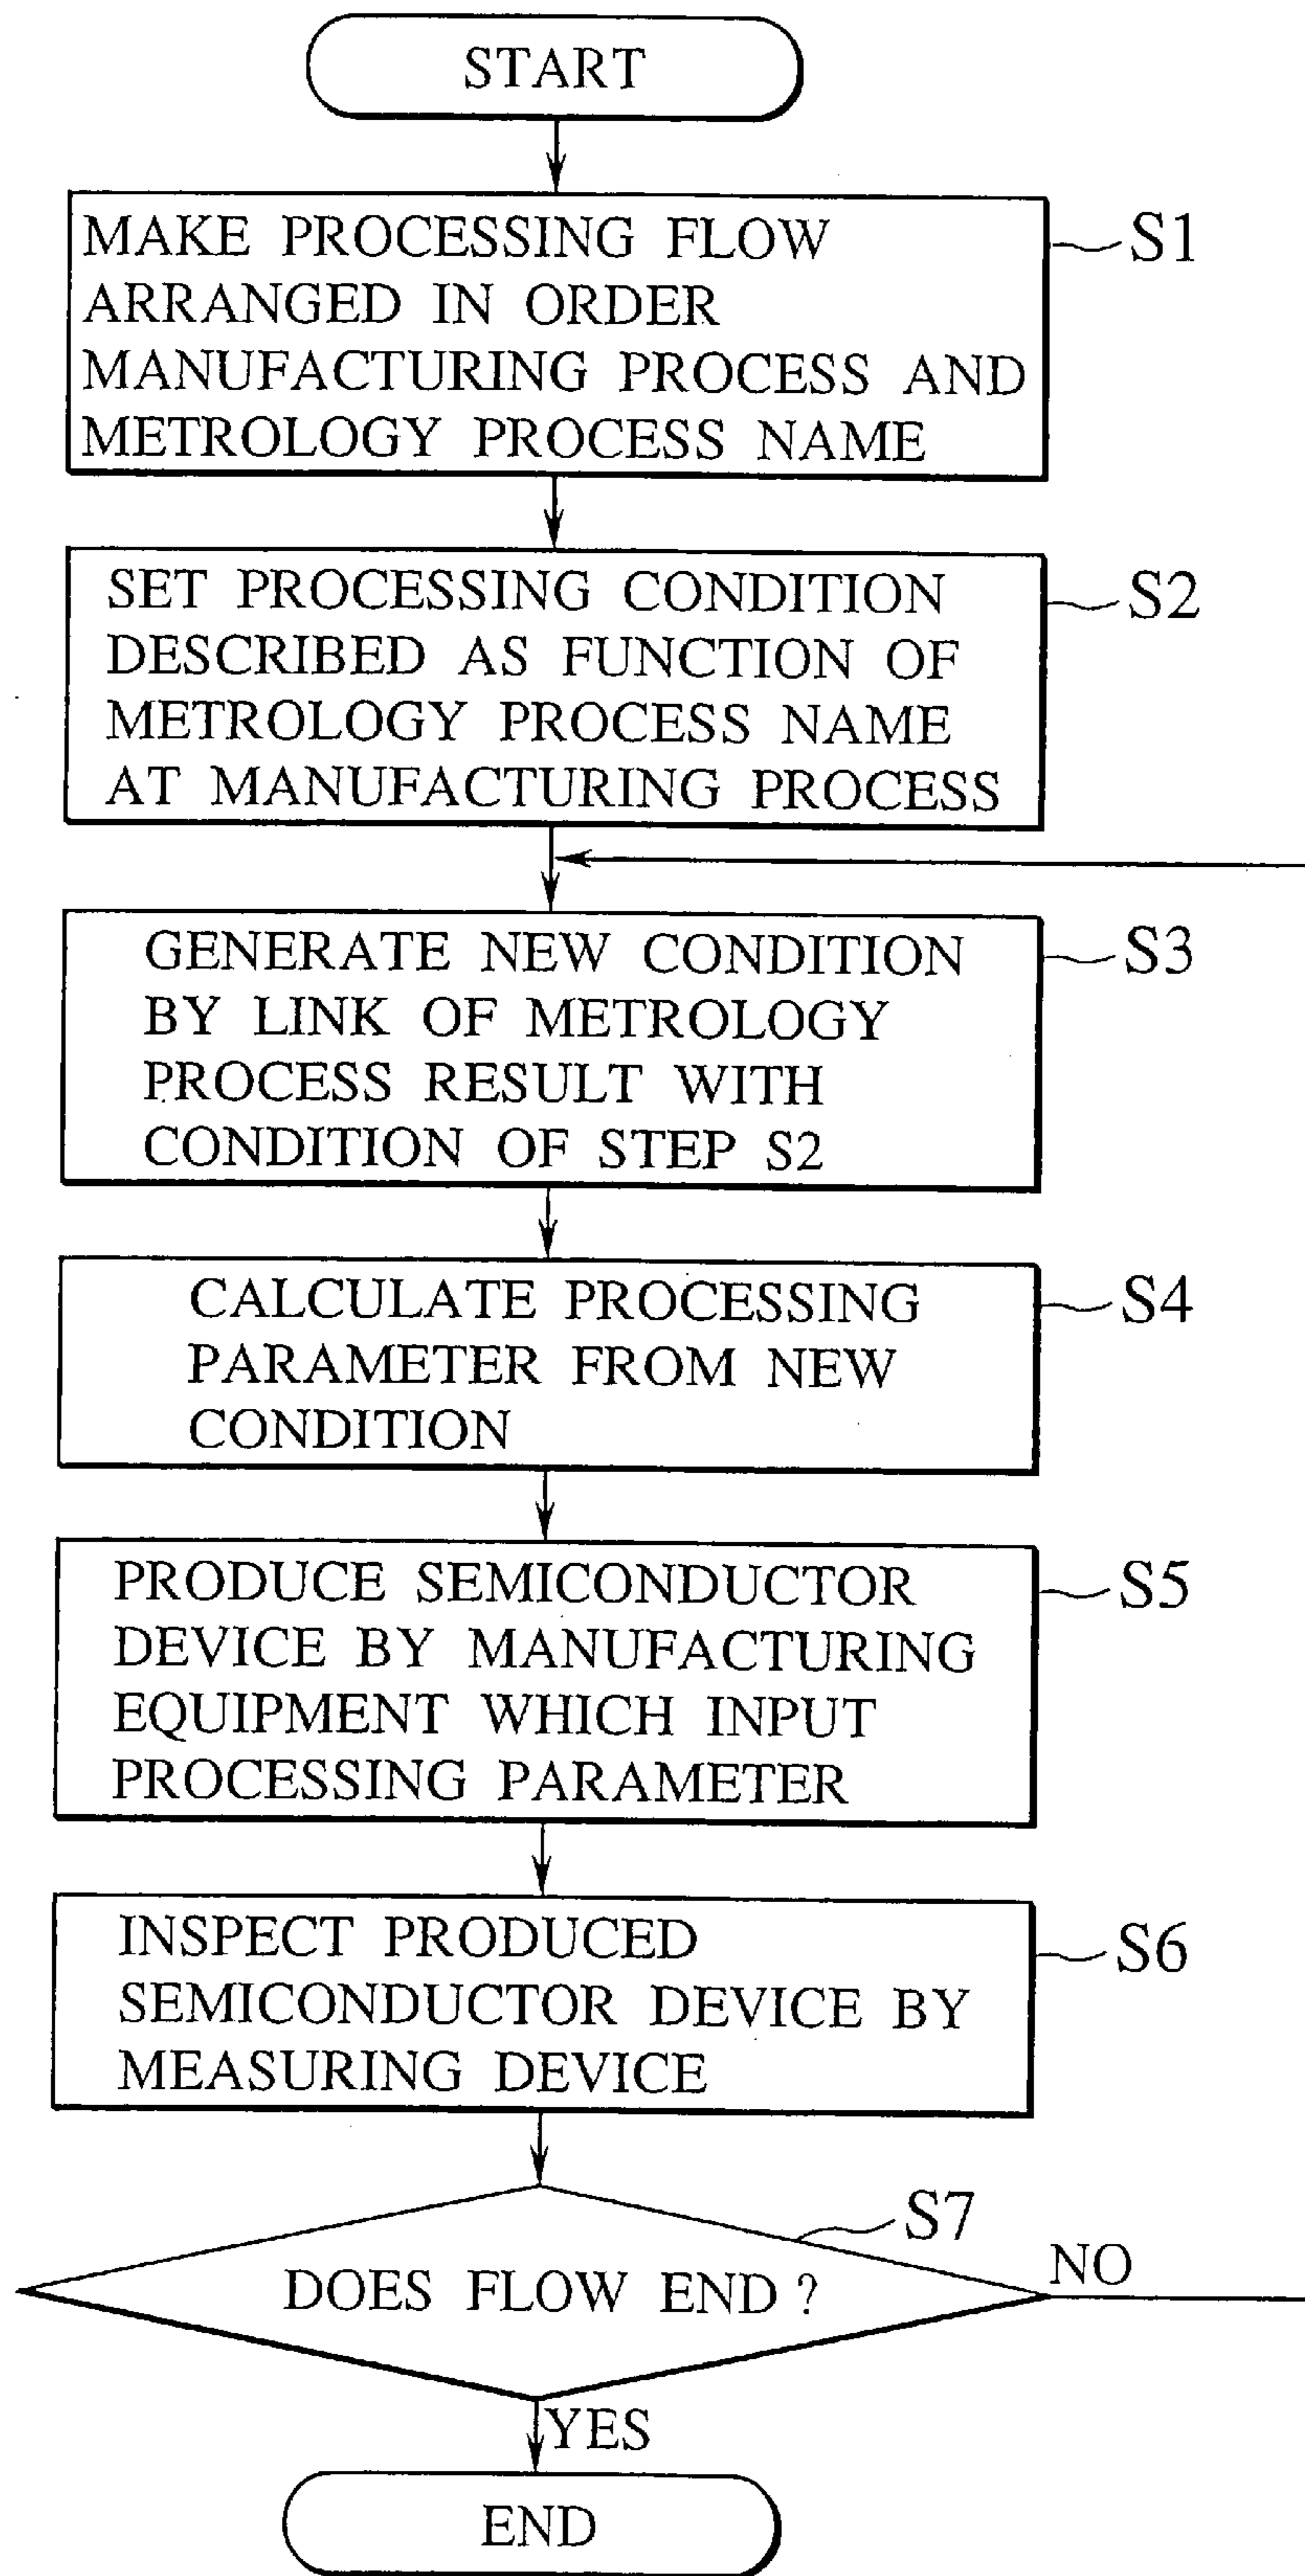 START
MAKE PROCESSING FLOW
ARRANGED IN ORDER
MANUFACTURING PROCESS AND
METROLOGY PROCESS NAME
S1
SET PROCESSING CONDITION
DESCRIBED AS FUNCTION OF
METROLOGY PROCESS NAME
AT MANUFACTURING PROCESS
S2
GENERATE NEW CONDITION
BY LINK OF METROLOGY
PROCESS RESULT WITH
CONDITION OF STEP S2
S3
CALCULATE PROCESSING
PARAMETER FROM NEW
CONDITION
S4
PRODUCE SEMICONDUCTOR
DEVICE BY MANUFACTURING
EQUIPMENT WHICH INPUT
PROCESSING PARAMETER
S5
INSPECT PRODUCED
SEMICONDUCTOR DEVICE BY
MEASURING DEVICE
S6
S7
DOES FLOW END ?
NO
YES
END